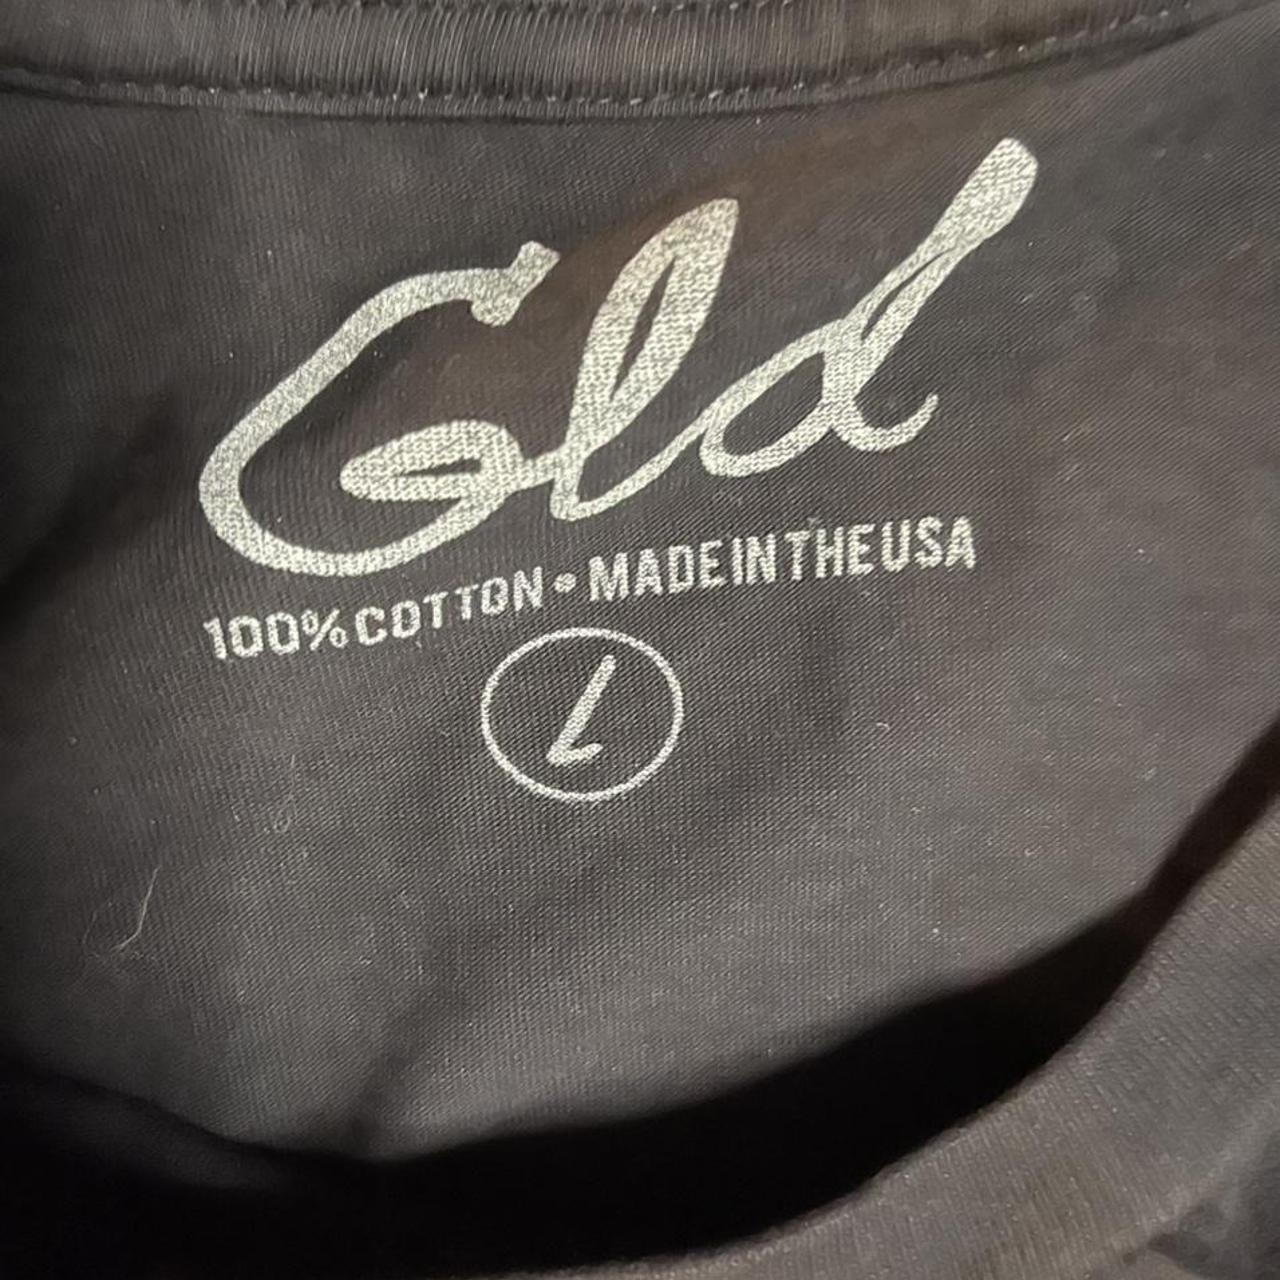 Gld
100% COTTON • MADE IN THE USA
L